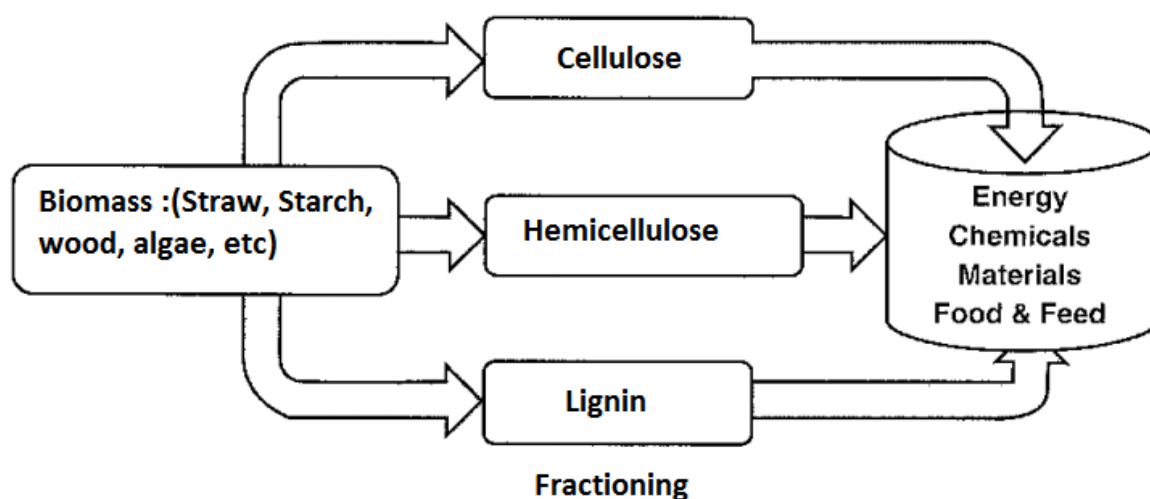 Cellulose
Biomass :(Straw, Starch,
wood, algae, etc)
Hemicellulose
Lignin
Energy
Chemicals
Materials
Food & Feed
Fractioning